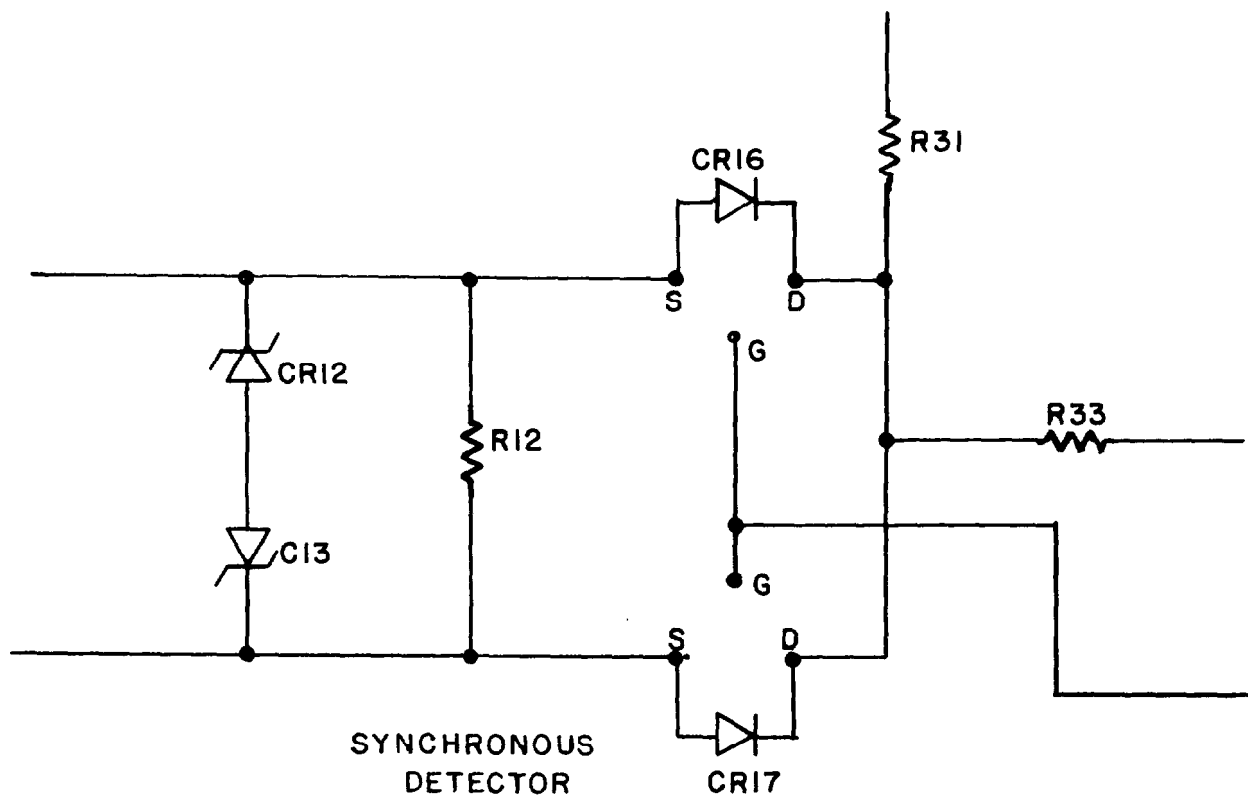 R31
CR16
S
D
G
CR12
R12
R33
C13
G
S
D
SYNCHRONOUS
DETECTOR
CR17